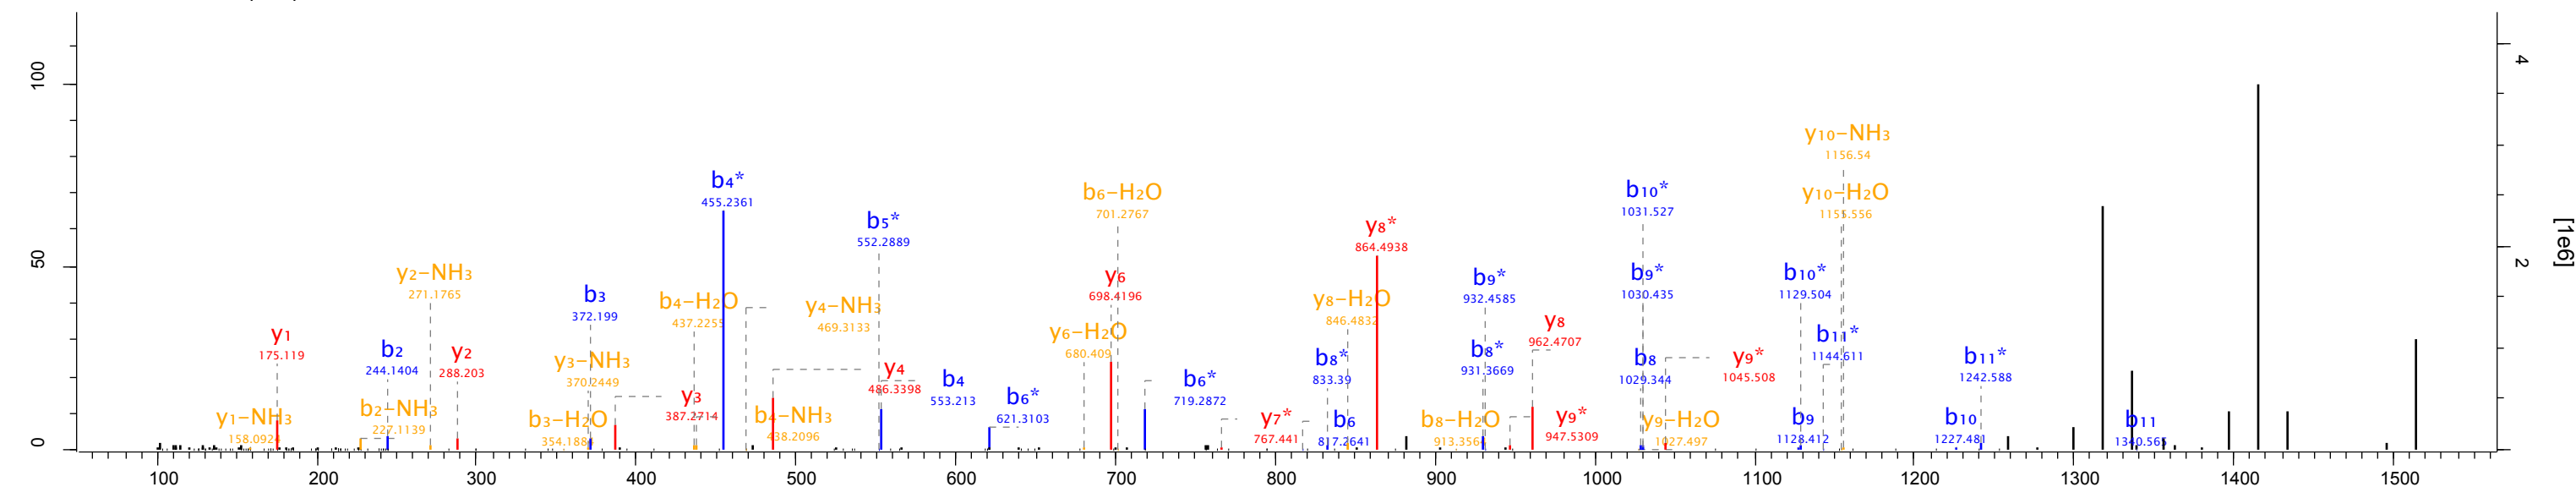 100
50
0
4
2
[1e6]
y10−NH3
1156.54
y10−H2O
1155.556
b6−H2O
701.2767
b4*
455.2361
b5*
552.2889
b10*
1031.527
y8*
864.4938
y2−NH3
271.1765
b3
372.199
b4−H2O
437.2255
y4−NH3
469.3133
y6
698.4196
y8−H2O
846.4832
b9*
932.4585
b9*
1030.435
b10*
1129.504
y1
175.119
b2
244.1404
y2
288.203
y3−NH3
370.2449
y6−H2O
680.409
y4
486.3398
b4
553.213
b6*
719.2872
b8*
833.39
b8*
931.3669
y8
962.4707
b8
1029.344
y9*
1045.508
b11*
1144.611
b11*
1242.588
y1−NH3
158.0924
b2−NH3
227.1139
b3−H2O
354.188
y3
387.2714
b4−NH3
438.2096
b6*
621.3103
y7*
767.441
b6
817.2641
b8−H2O
913.356
y9*
947.5309
y9−H2O
1027.497
b9
1128.412
b10
1227.481
b11
1340.565
100 200 300 400 500 600 700 800 900 1000 1100 1200 1300 1400 1500